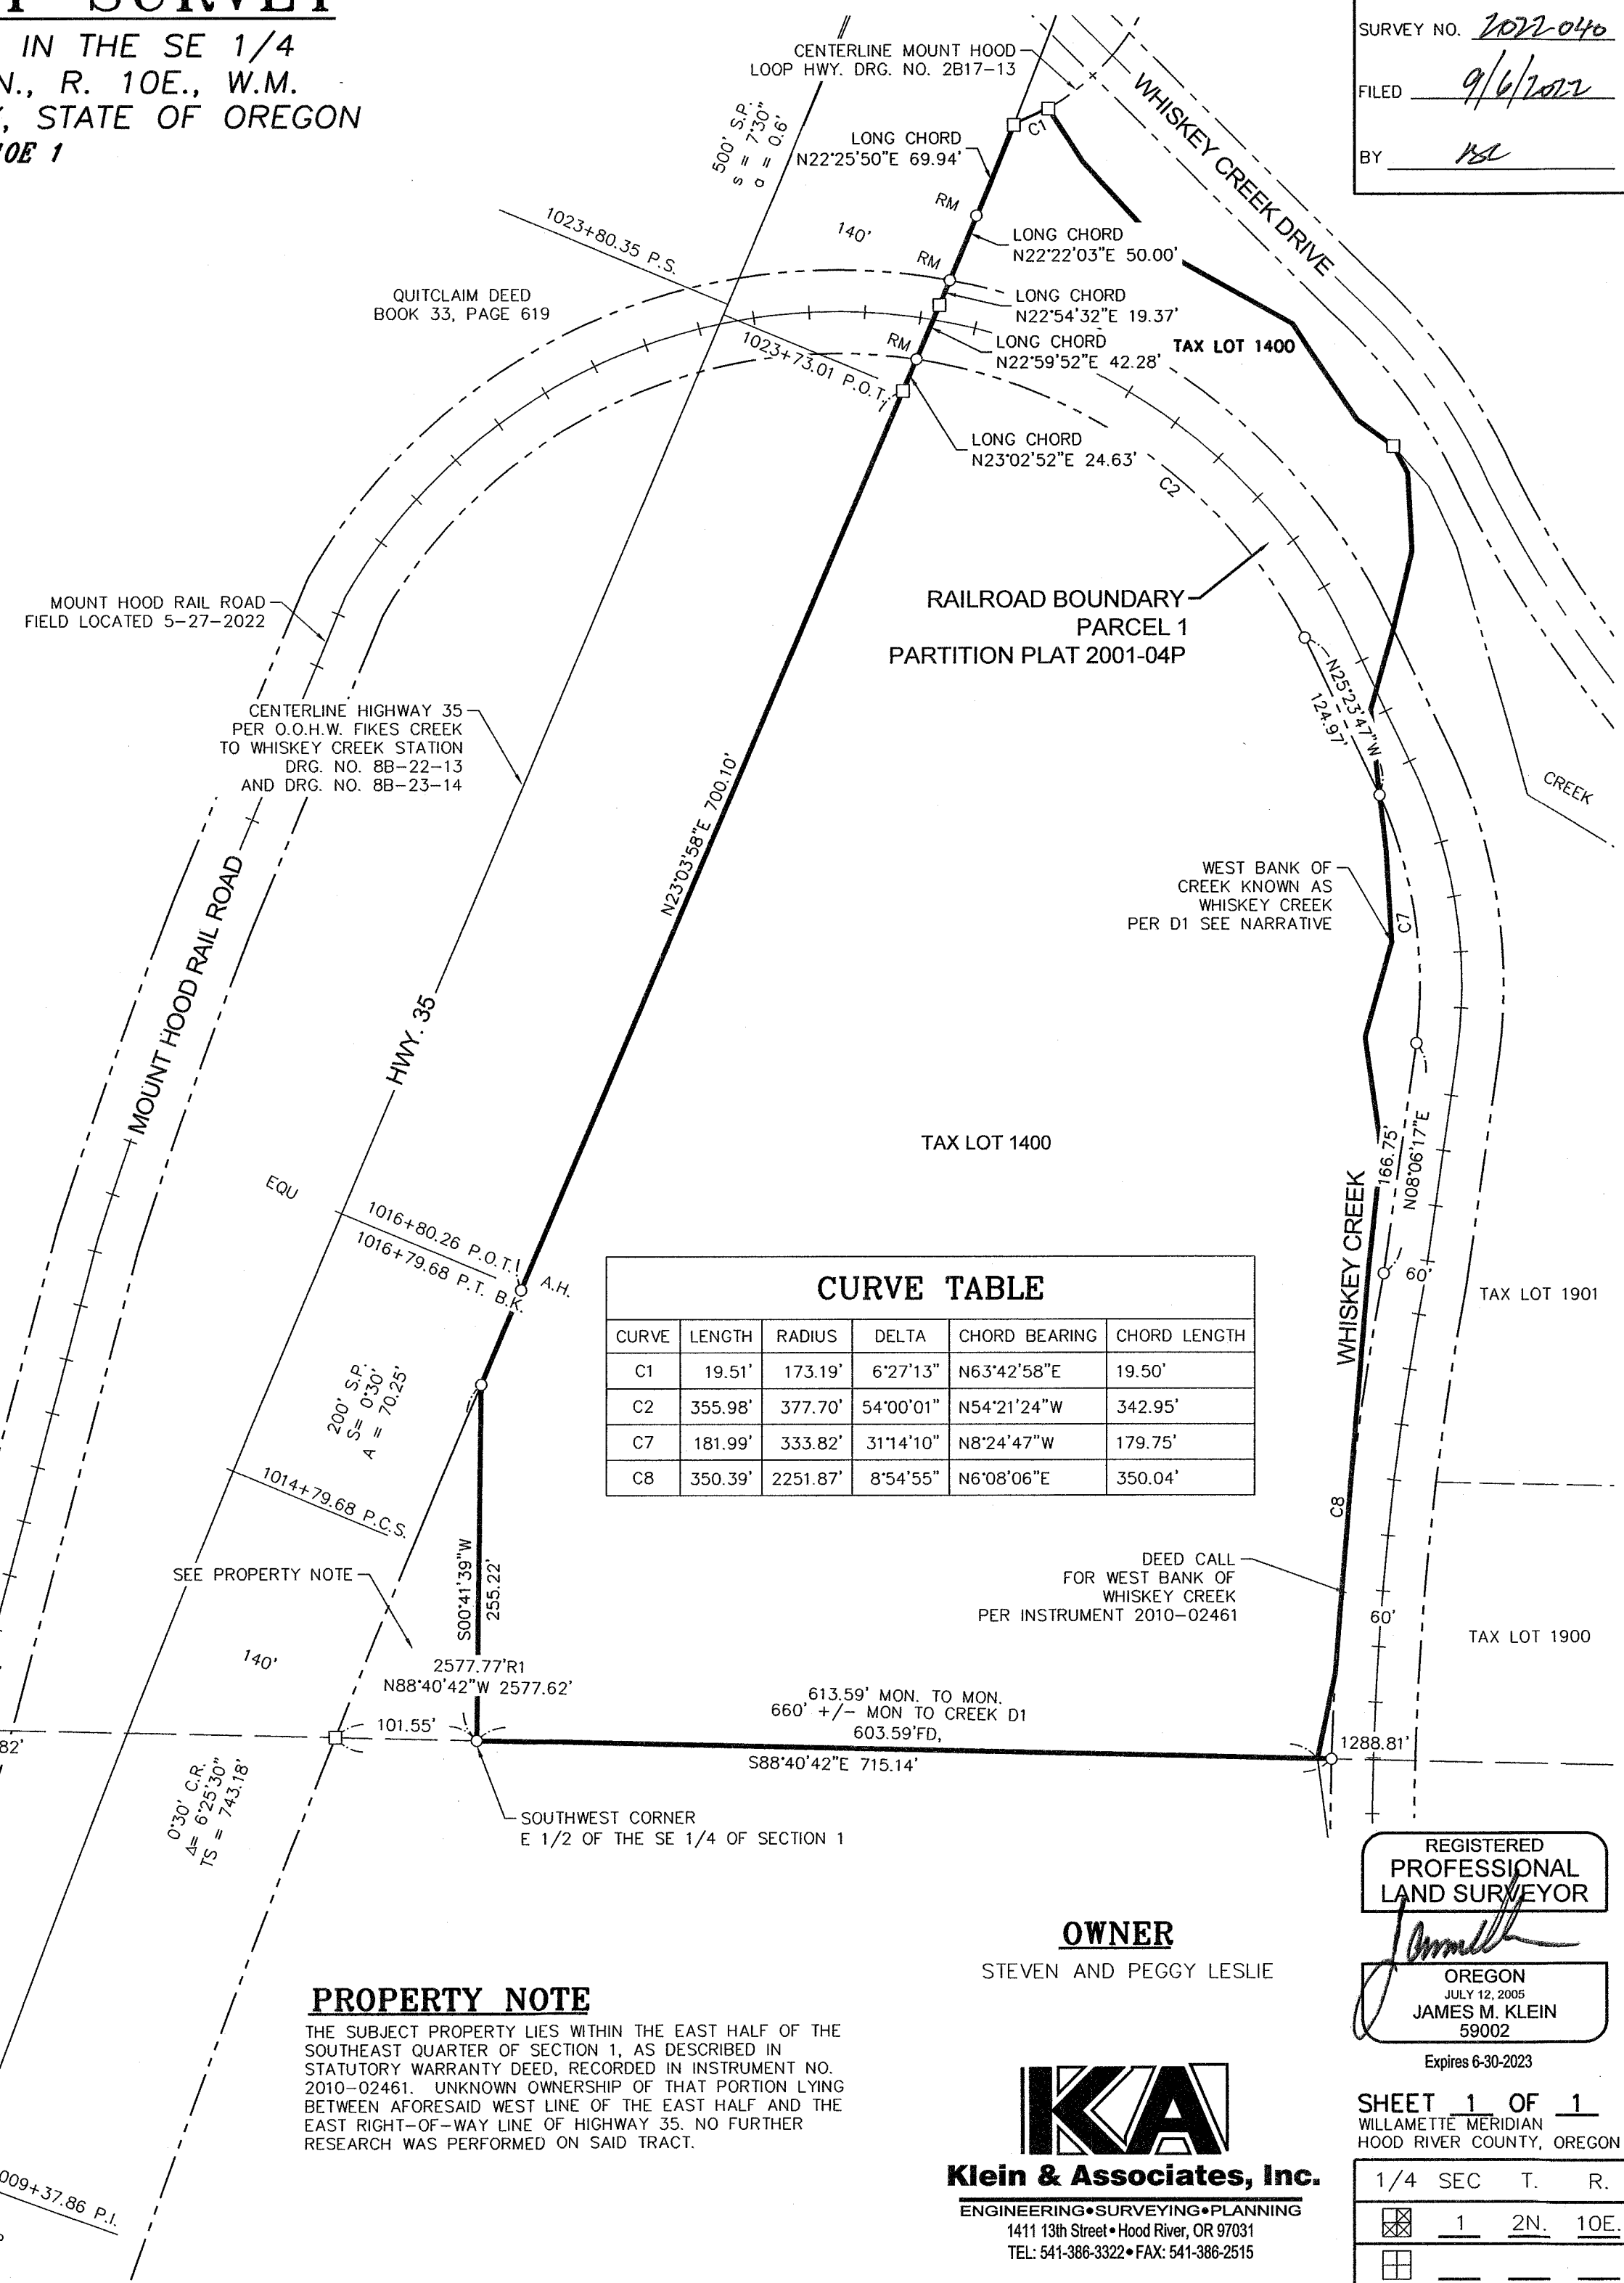 SURVEY
IN THE SE 1/4
N., R. 10E., W.M.
, STATE OF OREGON
0E 1
SURVEY NO. 2022-040
FILED 9/6/2022
BY
CENTERLINE MOUNT HOOD
LOOP HWY. DRG. NO. 2B17-13
WHISKEY CREEK DRIVE
500' S.P.
s = 7'30"
a = 0.6'
C1
LONG CHORD
N22°25'50"E 69.94'
RM
1023+80.35 P.S.
140'
LONG CHORD
N22°22'03"E 50.00'
RM
QUITCLAIM DEED
BOOK 33, PAGE 619
LONG CHORD
N22°54'32"E 19.37'
RM
LONG CHORD
N22°59'52"E 42.28'
TAX LOT 1400
1023+73.01 P.O.T.
LONG CHORD
N23°02'52"E 24.63'
C2
MOUNT HOOD RAIL ROAD
FIELD LOCATED 5-27-2022
RAILROAD BOUNDARY
PARCEL 1
PARTITION PLAT 2001-04P
N25°23'47"W
124.97'
CENTERLINE HIGHWAY 35
PER O.O.H.W. FIKES CREEK
TO WHISKEY CREEK STATION
DRG. NO. 8B-22-13
AND DRG. NO. 8B-23-14
N23°03'58"E 700.10'
CREEK
WEST BANK OF
CREEK KNOWN AS
WHISKEY CREEK
PER D1 SEE NARRATIVE
C7
MOUNT HOOD RAIL ROAD
HWY. 35
TAX LOT 1400
166.75'
N08°06'17"E
WHISKEY CREEK
EQU
1016+80.26 P.O.T.
A.H.
1016+79.68 P.T. B.K.
60'
TAX LOT 1901
CURVE TABLE
CURVE LENGTH RADIUS DELTA CHORD BEARING CHORD LENGTH
C1 19.51' 173.19' 6°27'13" N63°42'58"E 19.50'
C2 355.98' 377.70' 54°00'01" N54°21'24"W 342.95'
C7 181.99' 333.82' 31°14'10" N8°24'47"W 179.75'
C8 350.39' 2251.87' 8°54'55" N6°08'06"E 350.04'
200' S.P.
S= 0°30'
A = 70.25'
1014+79.68 P.C.S.
C8
SEE PROPERTY NOTE
S00°41'39"W
255.22'
DEED CALL
FOR WEST BANK OF
WHISKEY CREEK
PER INSTRUMENT 2010-02461
60'
TAX LOT 1900
140'
2577.77'R1
N88°40'42"W 2577.62'
613.59' MON. TO MON.
660' +/- MON TO CREEK D1
603.59'FD,
82'
101.55'
1288.81'
S88°40'42"E 715.14'
0°30' C.R.
Δ= 6°25'30"
TS = 743.18'
SOUTHWEST CORNER
E 1/2 OF THE SE 1/4 OF SECTION 1
REGISTERED
PROFESSIONAL
LAND SURVEYOR
OREGON
JULY 12, 2005
JAMES M. KLEIN
59002
Expires 6-30-2023
OWNER
STEVEN AND PEGGY LESLIE
PROPERTY NOTE
THE SUBJECT PROPERTY LIES WITHIN THE EAST HALF OF THE
SOUTHEAST QUARTER OF SECTION 1, AS DESCRIBED IN
STATUTORY WARRANTY DEED, RECORDED IN INSTRUMENT NO.
2010-02461. UNKNOWN OWNERSHIP OF THAT PORTION LYING
BETWEEN AFORESAID WEST LINE OF THE EAST HALF AND THE
EAST RIGHT-OF-WAY LINE OF HIGHWAY 35. NO FURTHER
RESEARCH WAS PERFORMED ON SAID TRACT.
009+37.86 P.I.
KA
Klein & Associates, Inc.
ENGINEERING•SURVEYING•PLANNING
1411 13th Street • Hood River, OR 97031
TEL: 541-386-3322 • FAX: 541-386-2515
SHEET 1 OF 1
WILLAMETTE MERIDIAN
HOOD RIVER COUNTY, OREGON
1/4 SEC T. R.
1 2N. 10E.